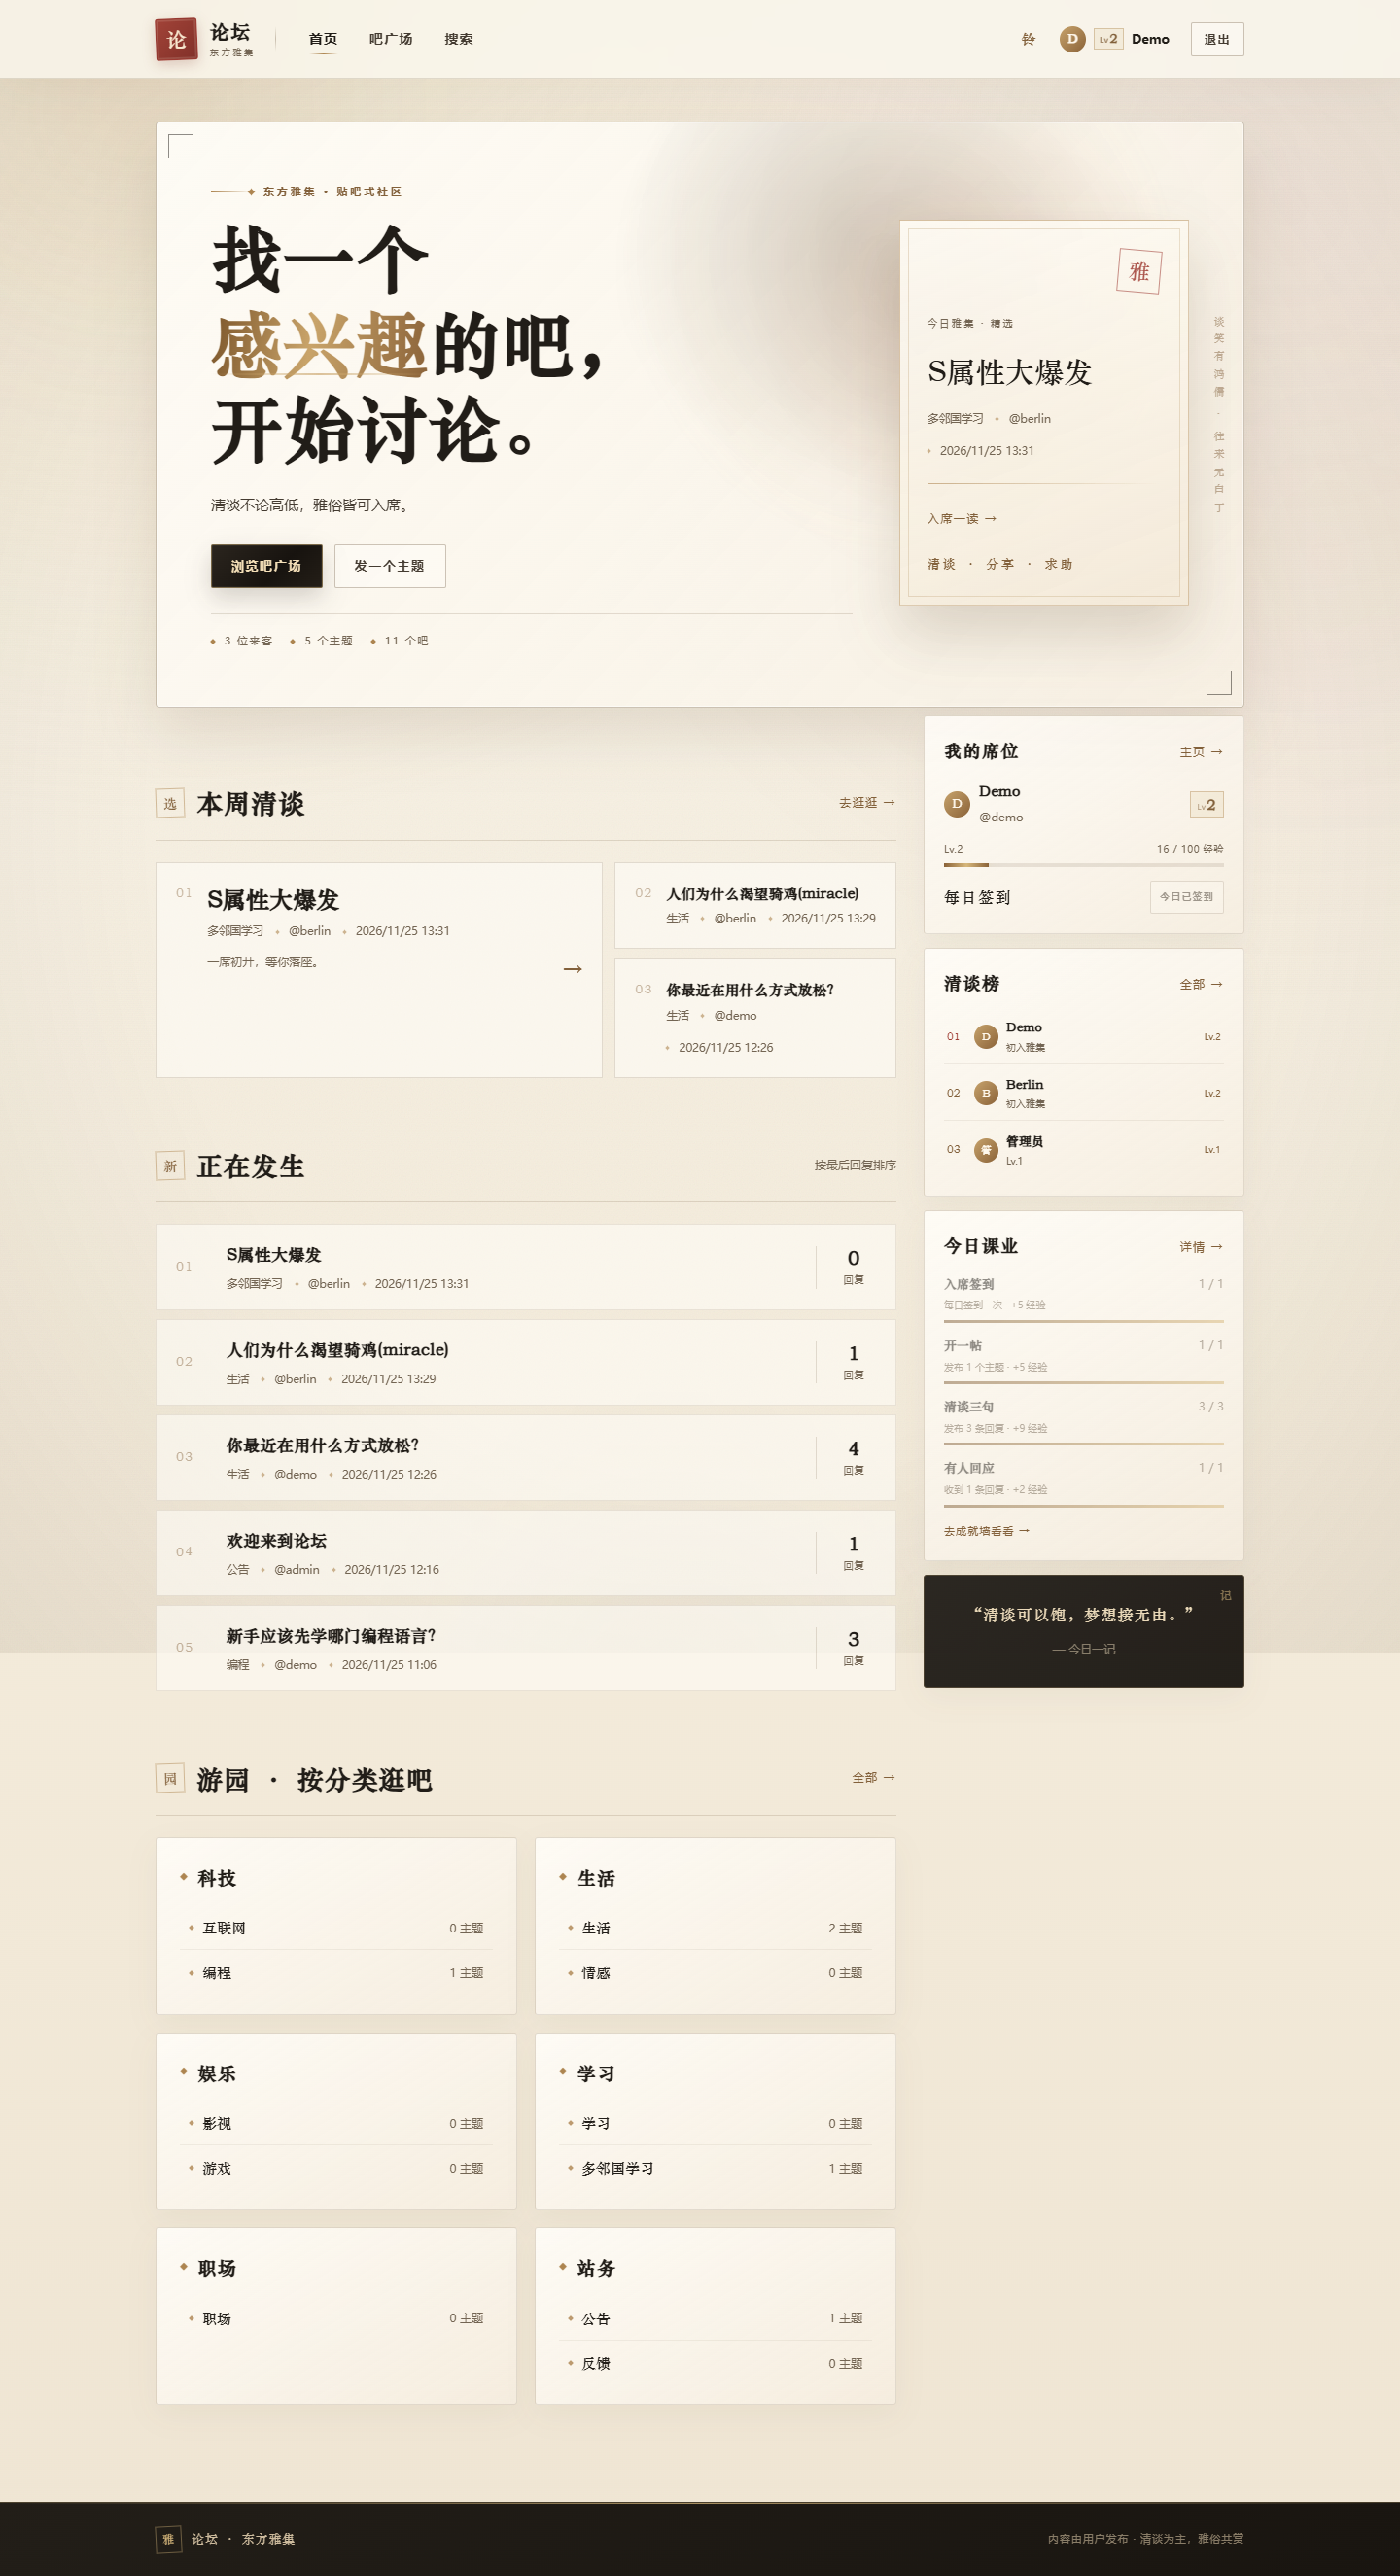 论
论坛
东方雅集
首页
吧广场
搜索
铃
D
Lv2
Demo
退出
东方雅集 • 贴吧式社区
找一个
感兴趣的吧，
开始讨论。
清谈不论高低，雅俗皆可入席。
浏览吧广场
发一个主题
3 位来客
5 个主题
11 个吧
雅
今日雅集 · 精选
S属性大爆发
多邻国学习 @berlin
2026/11/25 13:31
入席一读 →
清谈 · 分享 · 求助
谈笑有鸿儒 · 往来无白丁
选
本周清谈
去逛逛 →
01
S属性大爆发
多邻国学习 @berlin 2026/11/25 13:31
一席初开，等你落座。
→
02
人们为什么渴望骑鸡(miracle)
生活 @berlin 2026/11/25 13:29
03
你最近在用什么方式放松?
生活 @demo
2026/11/25 12:26
新
正在发生
按最后回复排序
01
S属性大爆发
多邻国学习 @berlin 2026/11/25 13:31
0
回复
02
人们为什么渴望骑鸡(miracle)
生活 @berlin 2026/11/25 13:29
1
回复
03
你最近在用什么方式放松?
生活 @demo 2026/11/25 12:26
4
回复
04
欢迎来到论坛
公告 @admin 2026/11/25 12:16
1
回复
05
新手应该先学哪门编程语言?
编程 @demo 2026/11/25 11:06
3
回复
我的席位
主页 →
D
Demo
@demo
Lv2
Lv.2
16 / 100 经验
每日签到
今日已签到
清谈榜
全部 →
01
D
Demo
初入雅集
Lv.2
02
B
Berlin
初入雅集
Lv.2
03
管
管理员
Lv.1
Lv.1
今日课业
详情 →
入席签到
1 / 1
每日签到一次 · +5 经验
开一帖
1 / 1
发布 1 个主题 · +5 经验
清谈三句
3 / 3
发布 3 条回复 · +9 经验
有人回应
1 / 1
收到 1 条回复 · +2 经验
去成就墙看看 →
记
“清谈可以饱，梦想接无由。”
— 今日一记
园
游园 · 按分类逛吧
全部 →
科技
互联网
0 主题
编程
1 主题
生活
生活
2 主题
情感
0 主题
娱乐
影视
0 主题
游戏
0 主题
学习
学习
0 主题
多邻国学习
1 主题
职场
职场
0 主题
站务
公告
1 主题
反馈
0 主题
雅
论坛 · 东方雅集
内容由用户发布 · 清谈为主，雅俗共赏